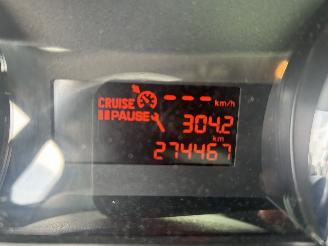 CRUISE --- km/h
PAUSE 304.2
km
274467